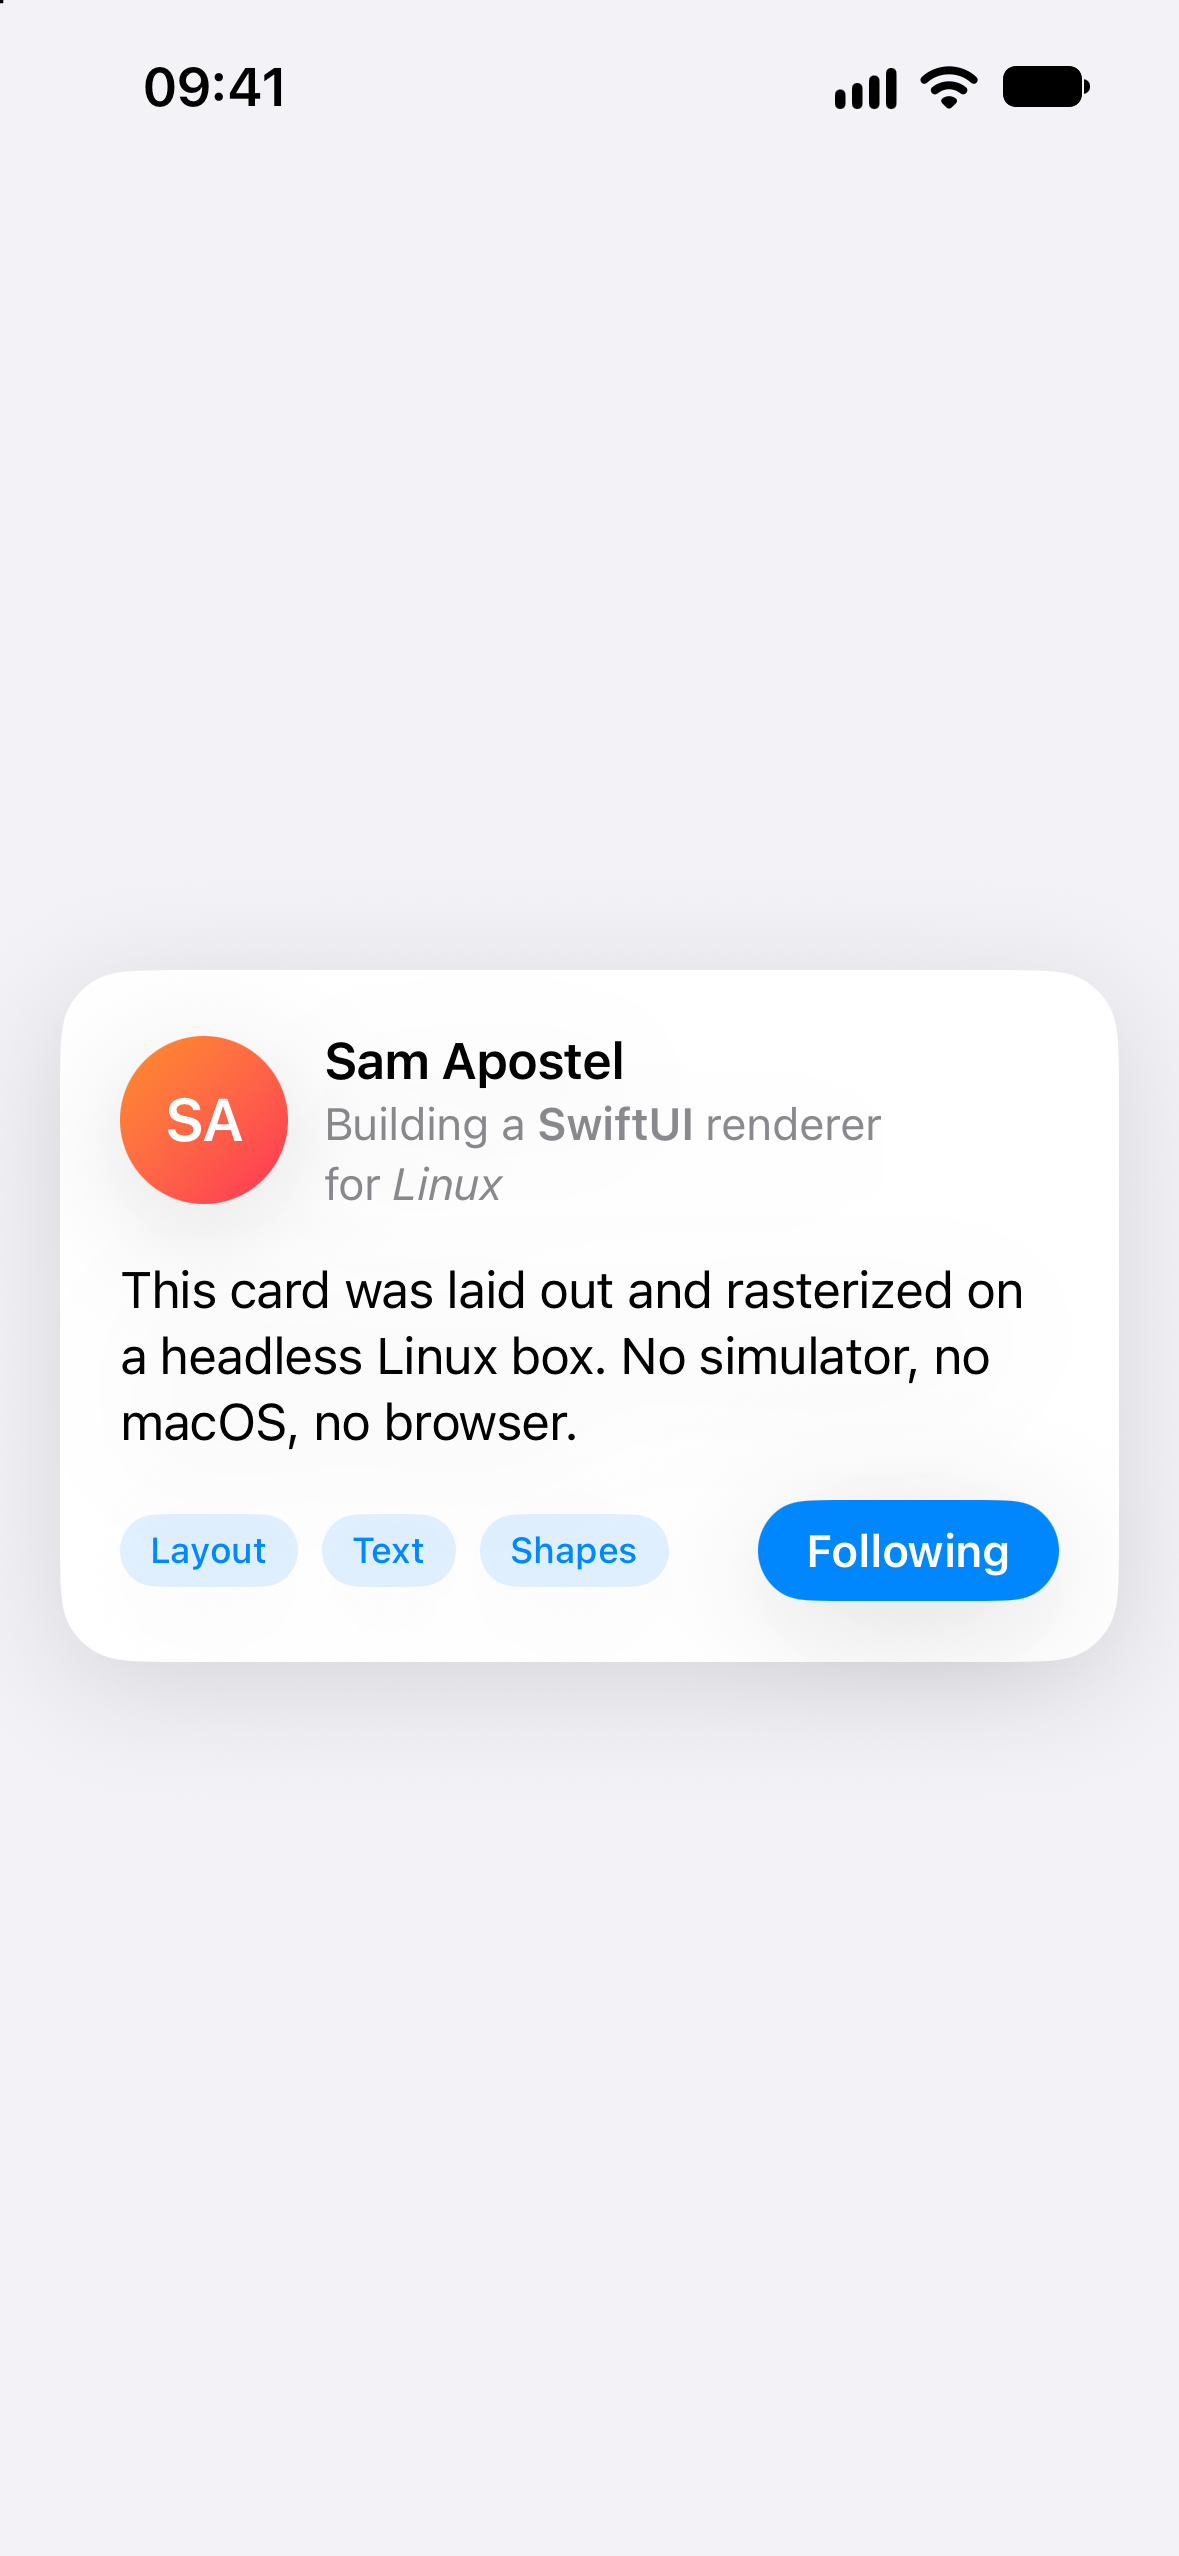 09:41
SA
Sam Apostel
Building a SwiftUI renderer
for Linux
This card was laid out and rasterized on
a headless Linux box. No simulator, no
macOS, no browser.
Layout Text Shapes Following